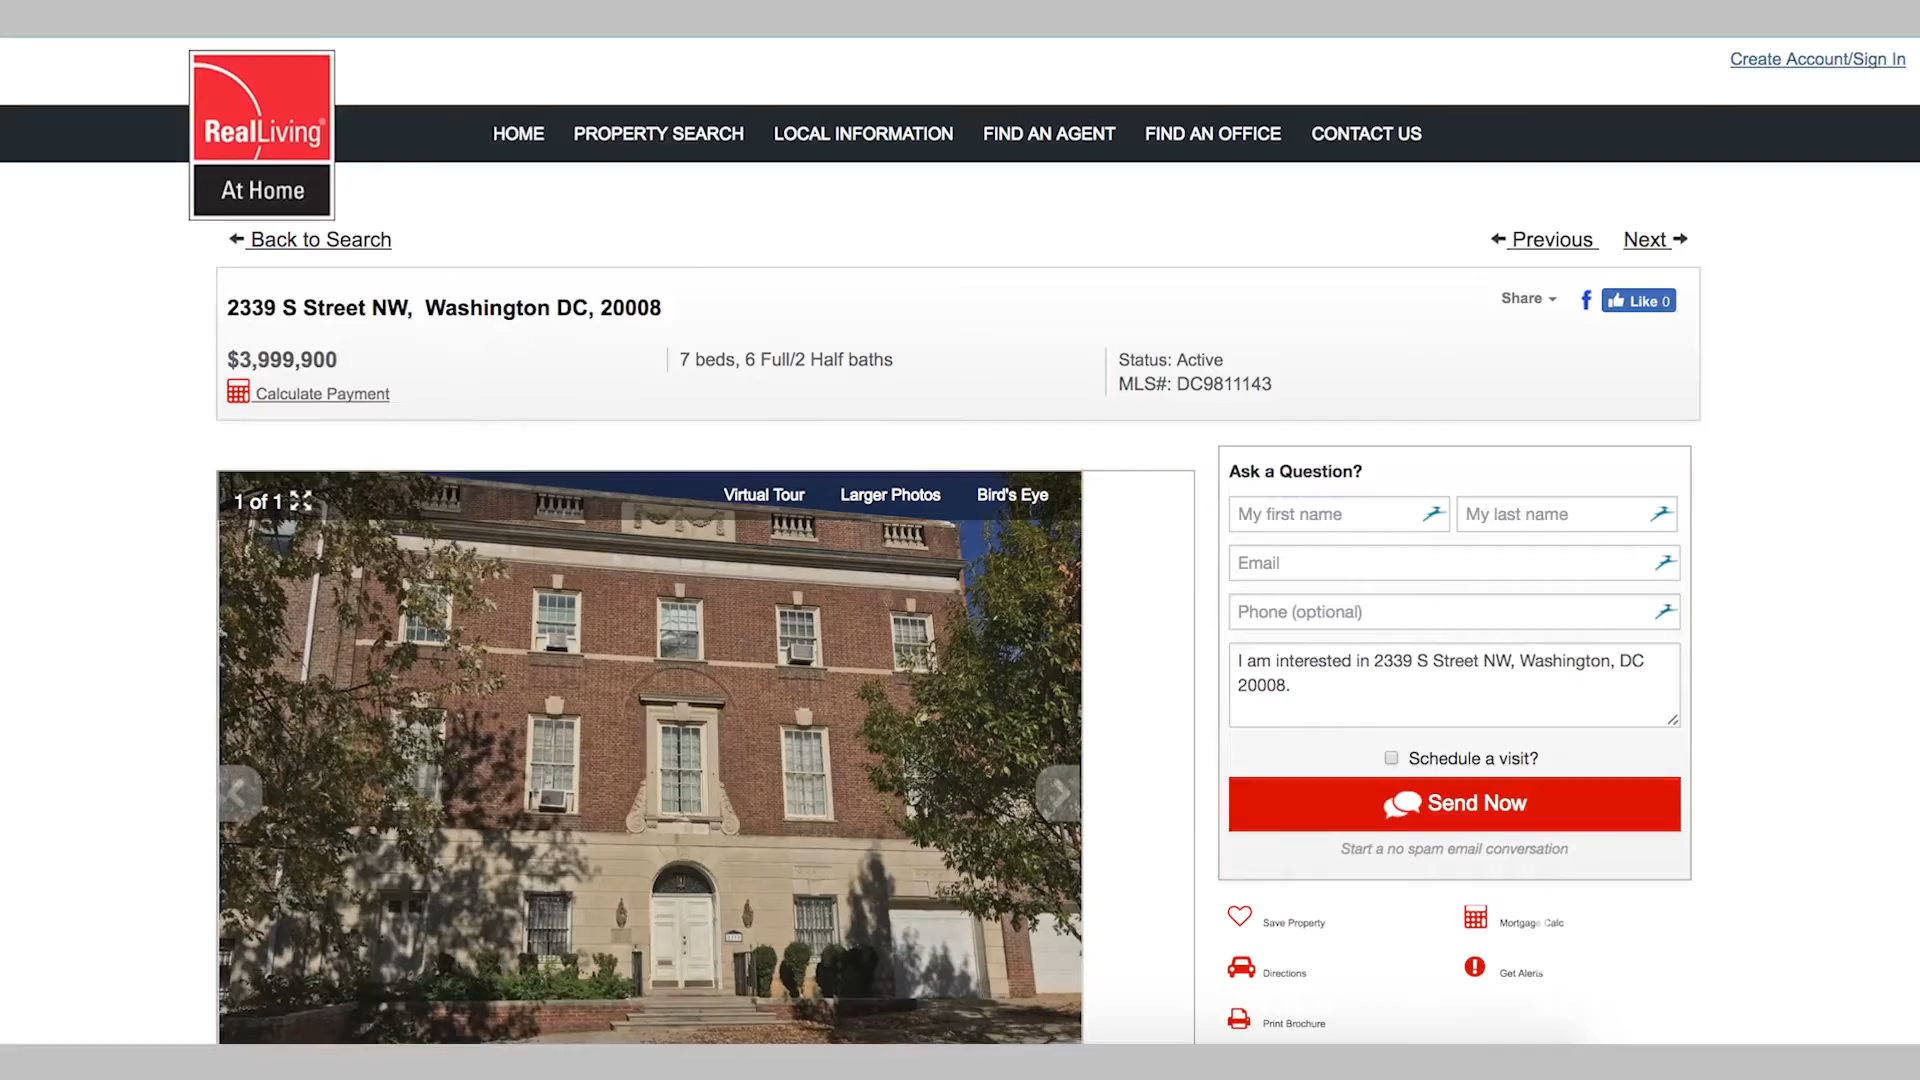 Create Account/Sign In
RealLiving®
At Home
HOME PROPERTY SEARCH LOCAL INFORMATION FIND AN AGENT FIND AN OFFICE CONTACT US
Back to Search
Previous Next
2339 S Street NW, Washington DC, 20008
Share Like 0
$3,999,900
Calculate Payment
7 beds, 6 Full/2 Half baths
Status: Active
MLS#: DC9811143
1 of 1
Virtual Tour Larger Photos Bird's Eye
Ask a Question?
My first name My last name
Email
Phone (optional)
I am interested in 2339 S Street NW, Washington, DC
20008.
Schedule a visit?
Send Now
Start a no spam email conversation
Save Property Mortgage Calc
Directions Get Alerts
Print Brochure